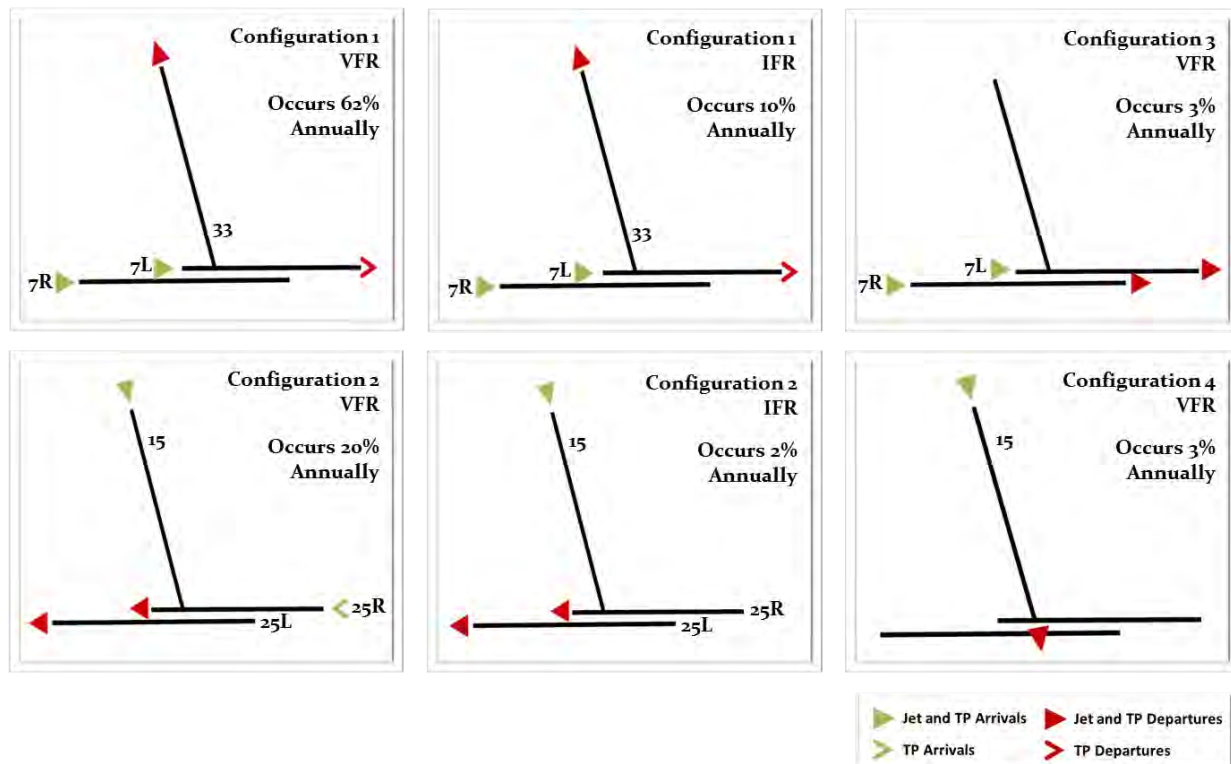 Configuration 1
VFR
Occurs 62%
Annually
33
7L
7R
Configuration 1
IFR
Occurs 10%
Annually
33
7L
7R
Configuration 3
VFR
Occurs 3%
Annually
7L
7R
Configuration 2
VFR
Occurs 20%
Annually
15
25R
25L
Configuration 2
IFR
Occurs 2%
Annually
15
25R
25L
Configuration 4
VFR
Occurs 3%
Annually
15
Jet and TP Arrivals
Jet and TP Departures
TP Arrivals
TP Departures